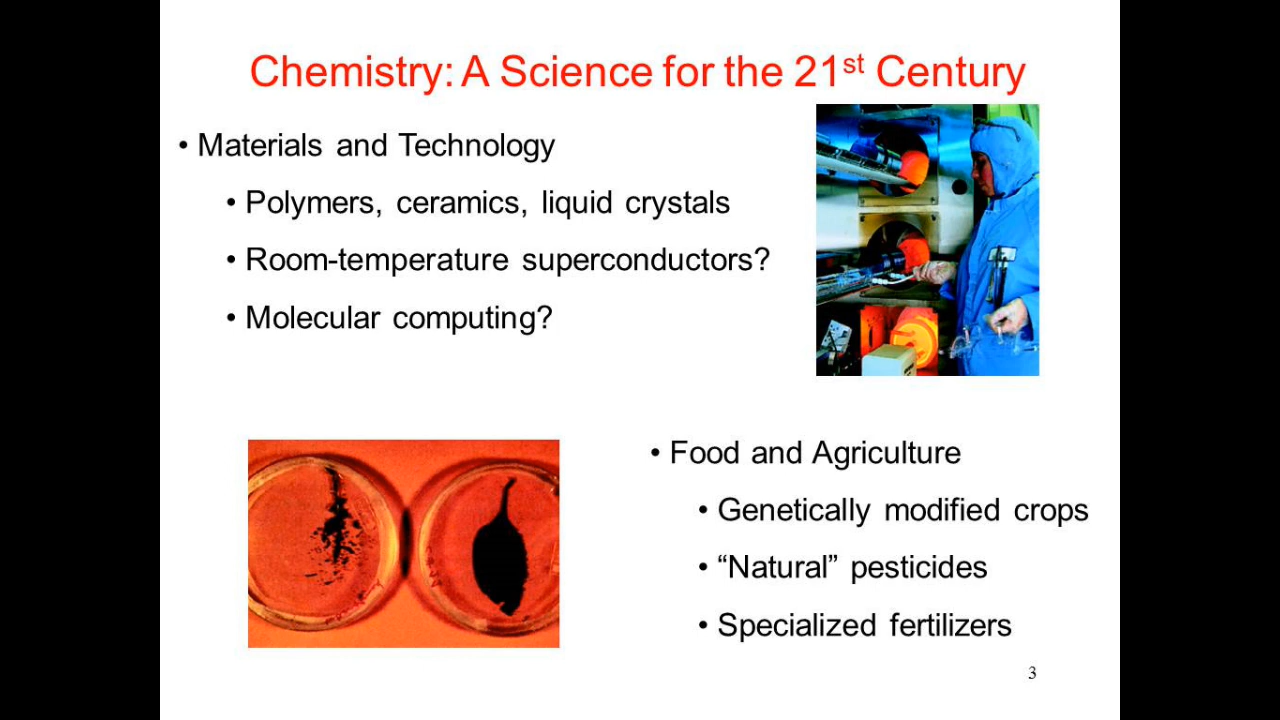 Chemistry: A Science for the 21st Century
• Materials and Technology
• Polymers, ceramics, liquid crystals
• Room-temperature superconductors?
• Molecular computing?
• Food and Agriculture
• Genetically modified crops
• “Natural” pesticides
• Specialized fertilizers
3